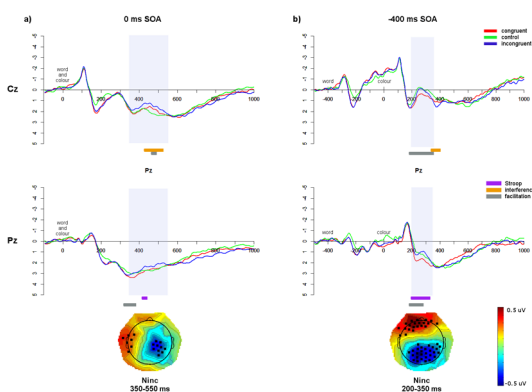 a) 0 ms SOA
b) -400 ms SOA
congruent
control
incongruent
word
and
colour
word
colour
Cz
0 200 400 600 800 1000
-400 -200 0 200 400 600 800 1000
Pz
Pz
Stroop
interference
facilitation
word
and
colour
word
colour
Pz
0 200 400 600 800 1000
-400 -200 0 200 400 600 800 1000
Ninc
350-550 ms
Ninc
200-350 ms
0.5 uV
-0.5 uV